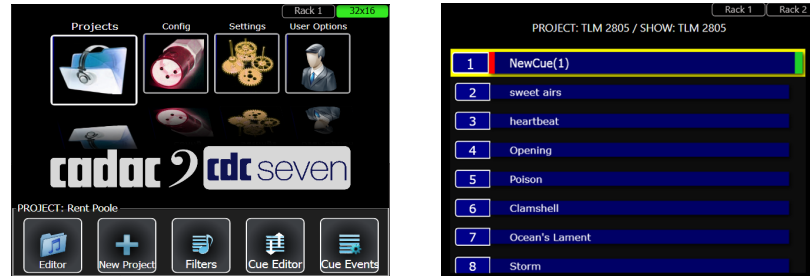 Rack 1 32x16
Projects Config Settings User Options
cadac cdc seven
PROJECT: Rent Poole
Editor New Project Filters Cue Editor Cue Events
Rack 1 Rack 2
PROJECT: TLM 2805 / SHOW: TLM 2805
1 NewCue(1)
2 sweet airs
3 heartbeat
4 Opening
5 Poison
6 Clamshell
7 Ocean's Lament
8 Storm